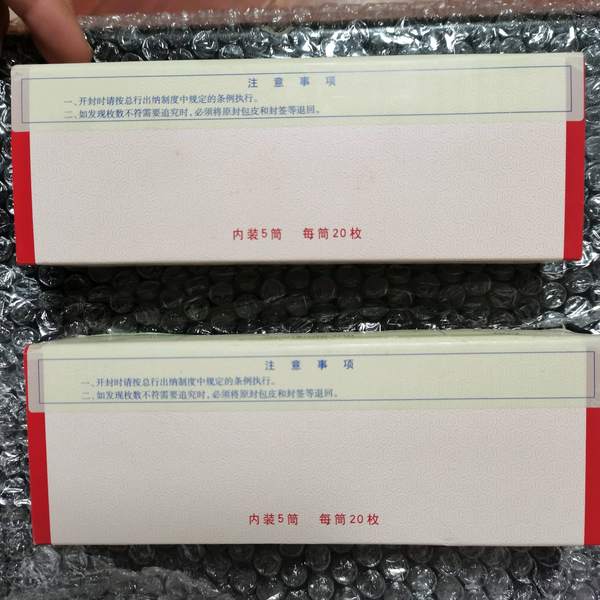 注意事项
一、开封时请按总行出纳制度中规定的条例执行。
二、如发现枚数不符需要追究时，必须将原封包皮和封签等退回。
内装5筒 每筒20枚
注意事项
一、开封时请按总行出纳制度中规定的条例执行。
二、如发现枚数不符需要追究时，必须将原封包皮和封签等退回。
内装5筒 每筒20枚